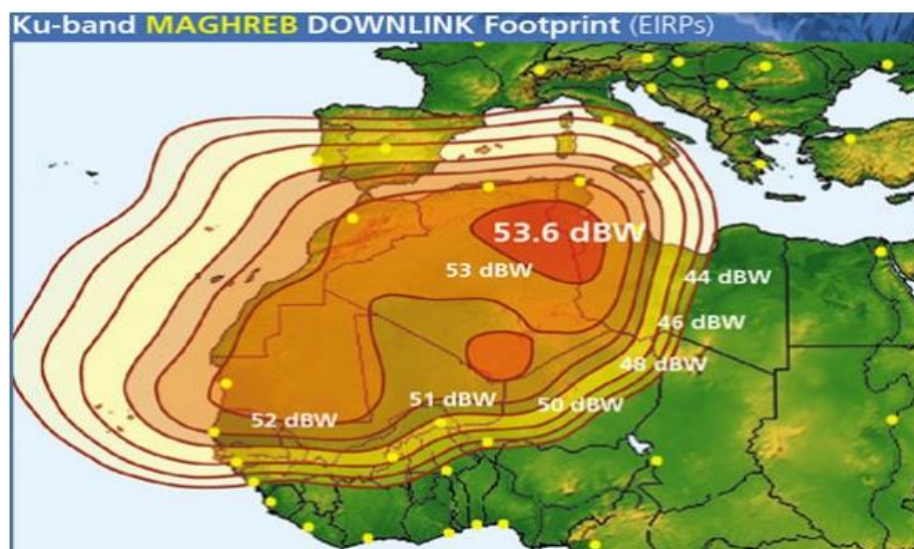 Ku-band MAGHREB DOWNLINK Footprint (EIRPs)
53.6 dBW
53 dBW
44 dBW
46 dBW
48 dBW
51 dBW
50 dBW
52 dBW